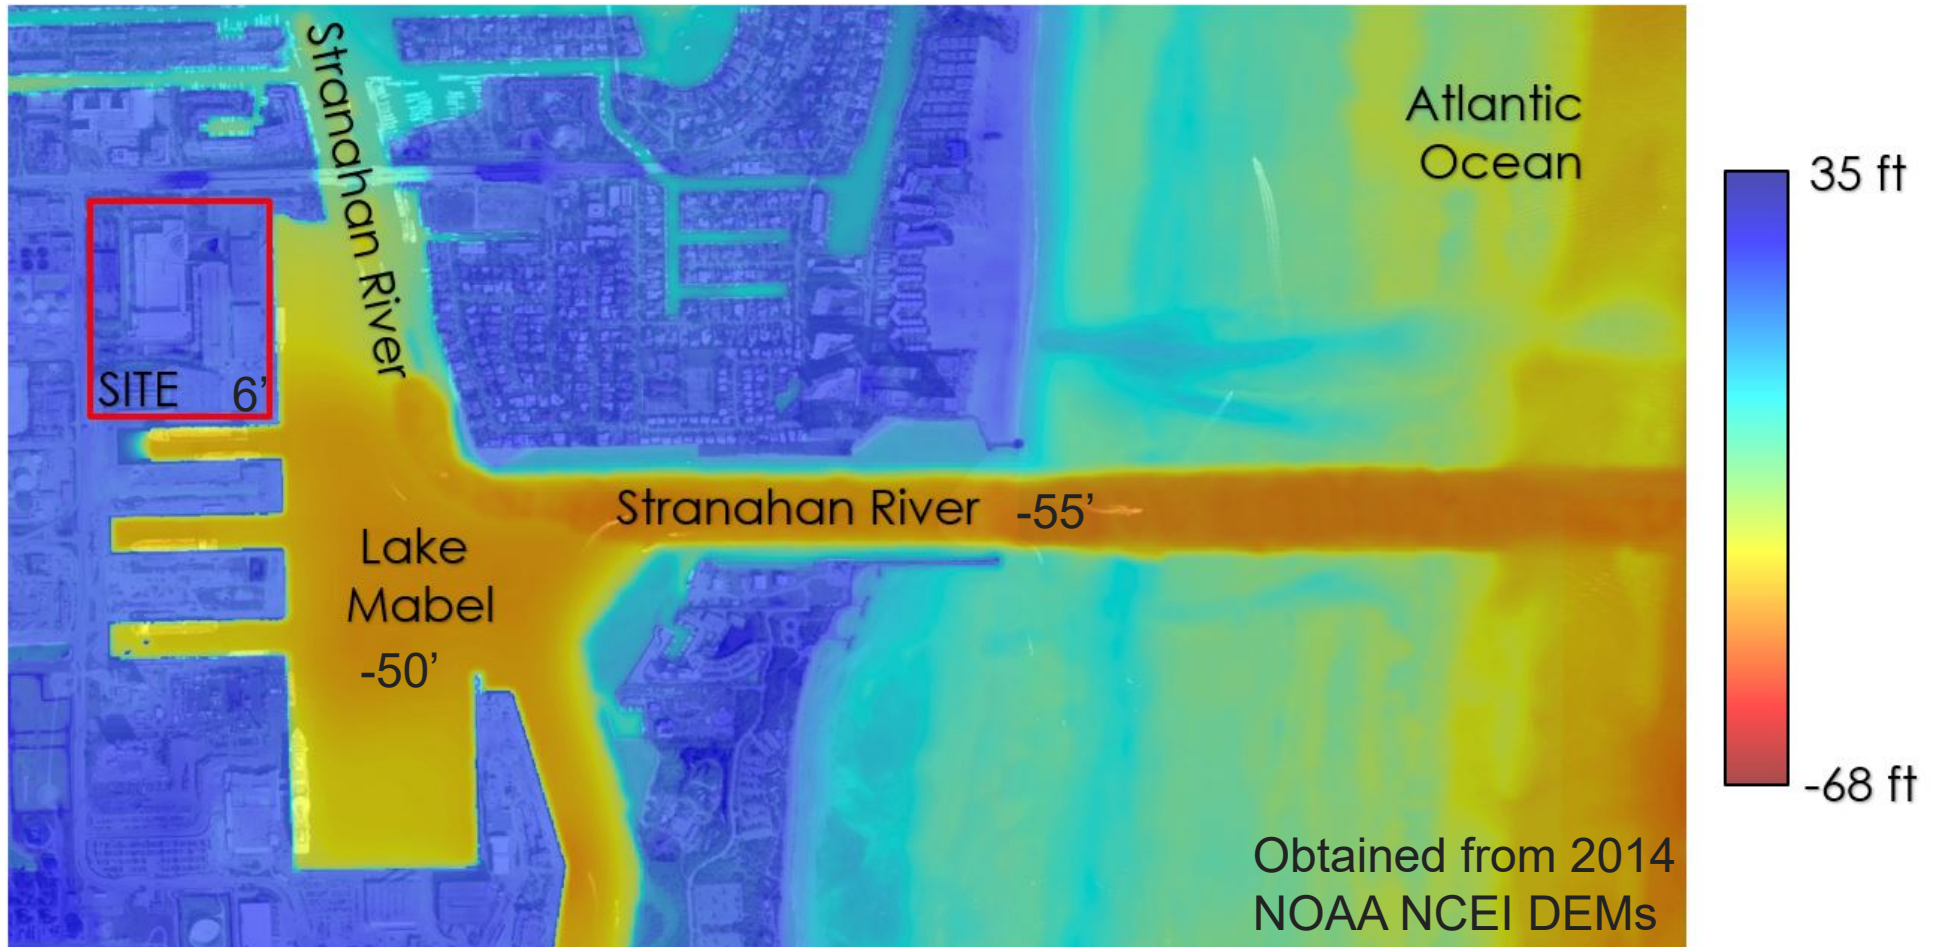 Stranahan River
Atlantic
Ocean
35 ft
SITE
6’
Stranahan River
-55’
Lake
Mabel
-50’
-68 ft
Obtained from 2014
NOAA NCEI DEMs